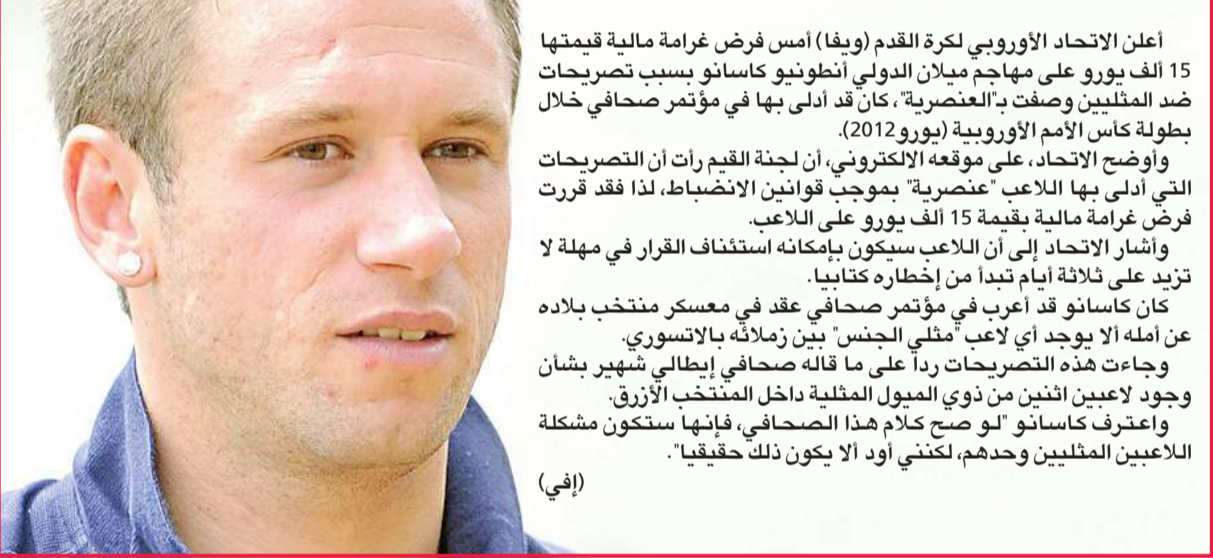 أعلن الاتحاد الأوروبي لكرة القدم (ويفا) أمس فرض غرامة مالية قيمتها
15 ألف يورو على مهاجم ميلان الدولي أنطونيو كاسانو بسبب تصريحات
ضد المثليين وصفت بـ"العنصرية"، كان قد أدلى بها في مؤتمر صحافي خلال
بطولة كأس الأمم الأوروبية (يورو2012).
وأوضح الاتحاد، على موقعه الالكتروني، أن لجنة القيم رأت أن التصريحات
التي أدلى بها اللاعب "عنصرية" بموجب قوانين الانضباط، لذا فقد قررت
فرض غرامة مالية بقيمة 15 ألف يورو على اللاعب.
وأشار الاتحاد إلى أن اللاعب سيكون بإمكانه استئناف القرار في مهلة لا
تزيد على ثلاثة أيام تبدأ من إخطاره كتابيا.
كان كاسانو قد أعرب في مؤتمر صحافي عقد في معسكر منتخب بلاده
عن أمله ألا يوجد أي لاعب "مثلي الجنس" بين زملائه بالاتسوري.
وجاءت هذه التصريحات ردا على ما قاله صحافي إيطالي شهير بشأن
وجود لاعبين اثنين من ذوي الميول المثلية داخل المنتخب الأزرق.
واعترف كاسانو "لو صح كلام هذا الصحافي، فإنها ستكون مشكلة
اللاعبين المثليين وحدهم، لكنني أود ألا يكون ذلك حقيقيا".
(إفي)